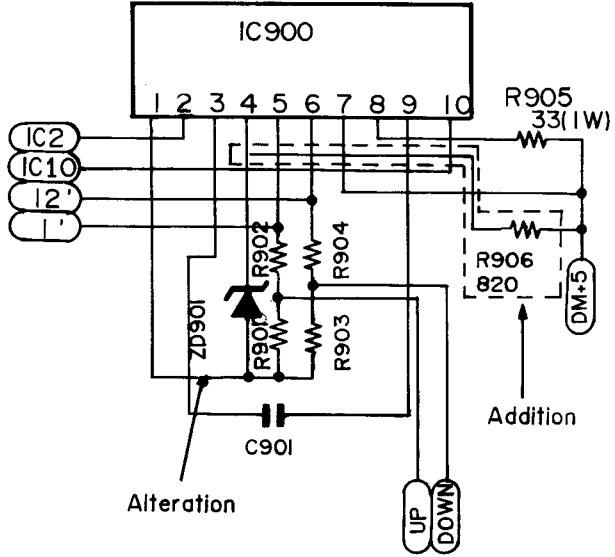 IC900
1 2 3 4 5 6 7 8 9 10
R905
33(1W)
IC2
IC10
12'
1'
R902
R904
R906
820
DM+5
ZD901
R901
R903
C901
Addition
Alteration
UP
DOWN